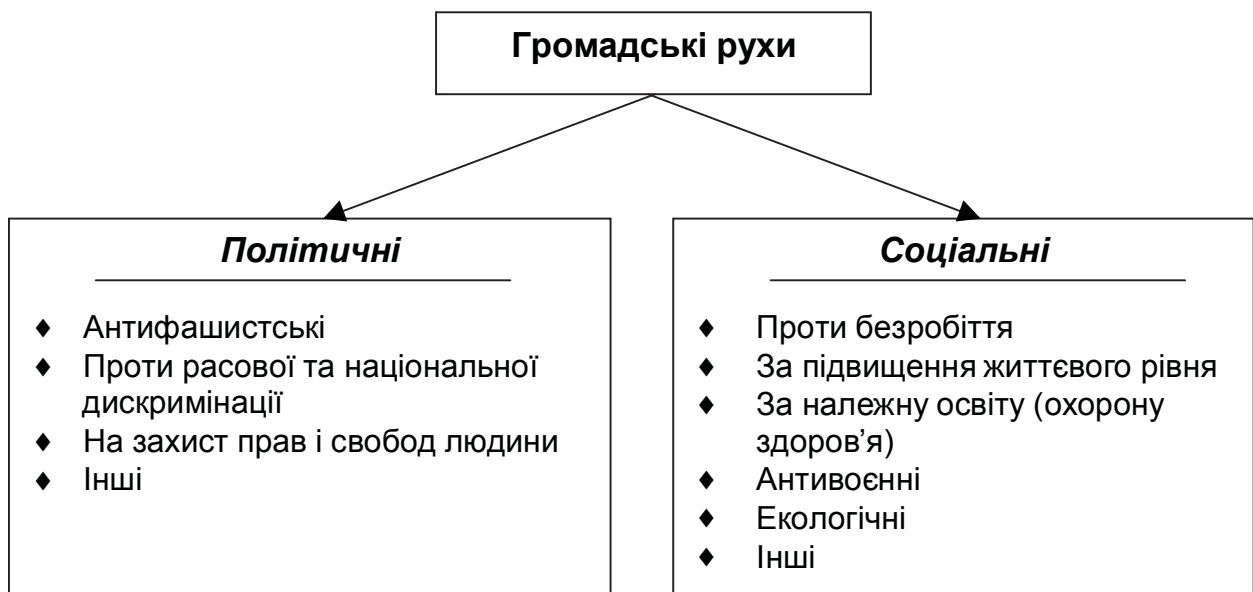 Громадські рухи
Політичні
♦ Антифашистські
♦ Проти расової та національної
дискримінації
♦ На захист прав і свобод людини
♦ Інші
Соціальні
♦ Проти безробіття
♦ За підвищення життєвого рівня
♦ За належну освіту (охорону
здоров’я)
♦ Антивоєнні
♦ Екологічні
♦ Інші